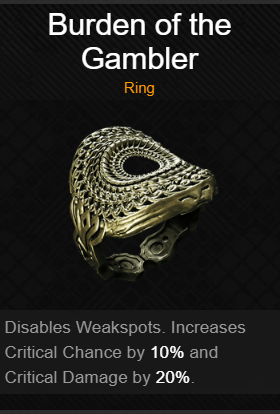 Burden of the
Gambler
Ring
Disables Weakspots. Increases
Critical Chance by 10% and
Critical Damage by 20%.